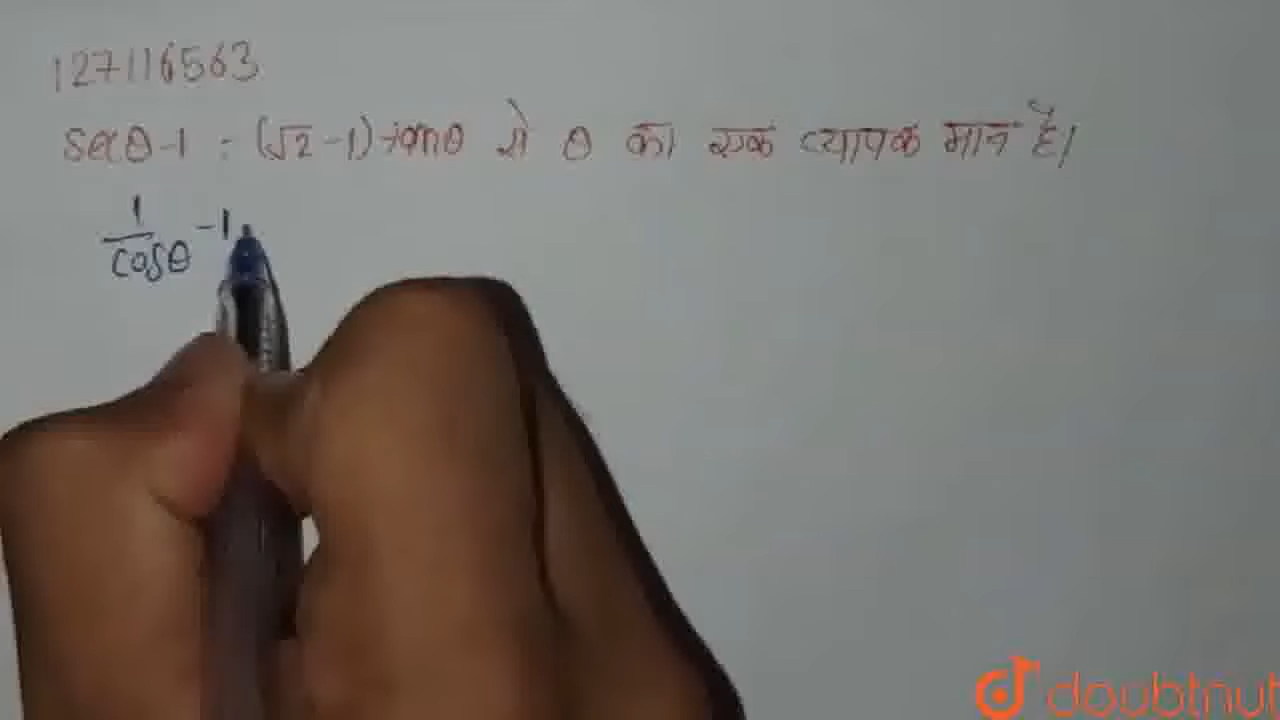 127116563
secθ-1 = (√2-1)tanθ तो θ का एक व्यापक मान है।
1/cosθ -1
doubtnut